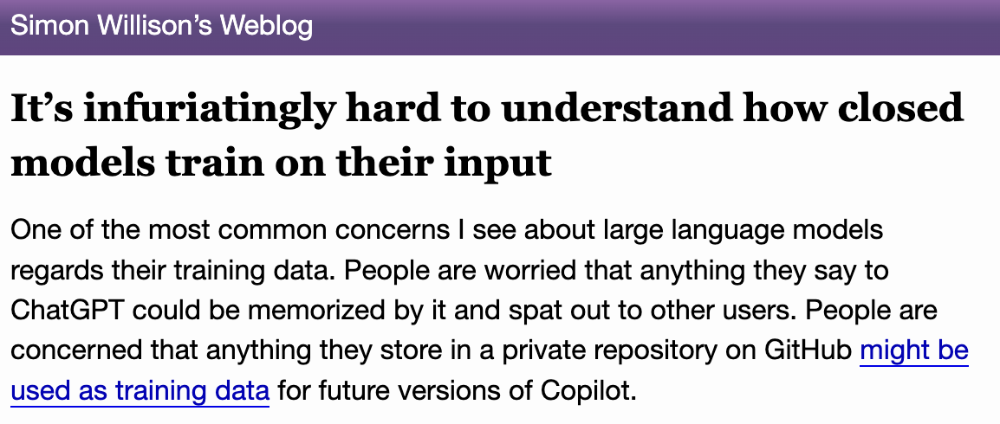 Simon Willison’s Weblog
It’s infuriatingly hard to understand how closed
models train on their input
One of the most common concerns I see about large language models
regards their training data. People are worried that anything they say to
ChatGPT could be memorized by it and spat out to other users. People are
concerned that anything they store in a private repository on GitHub might be
used as training data for future versions of Copilot.